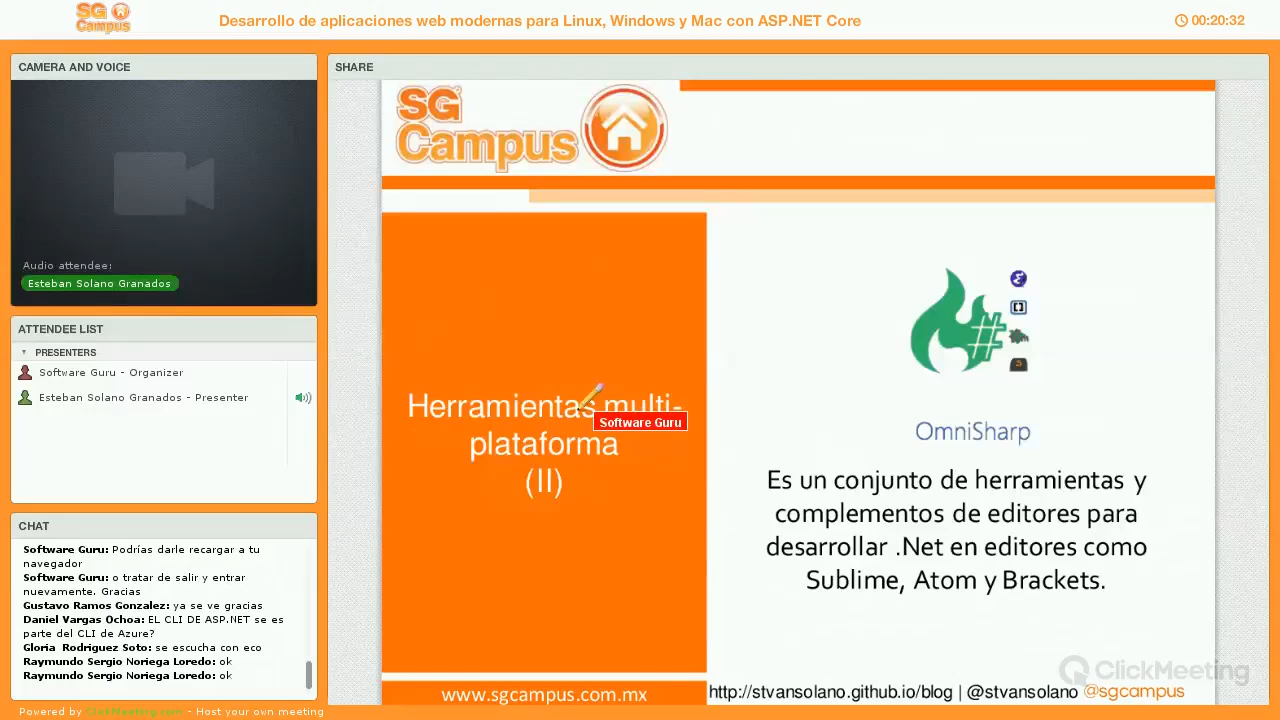 SG Campus
Desarrollo de aplicaciones web modernas para Linux, Windows y Mac con ASP.NET Core
00:20:32
CAMERA AND VOICE
Audio attendee:
Esteban Solano Granados
ATTENDEE LIST
PRESENTERS
Software Guru - Organizer
Esteban Solano Granados - Presenter
CHAT
Software Guru: Podrías darle recargar a tu
navegador
Software Guru: o tratar de salir y entrar
nuevamente. Gracias
Gustavo Ramos Gonzalez: ya se ve gracias
Daniel Vargas Ochoa: EL CLI DE ASP.NET se es
parte del CLI de Azure?
Gloria Rodriguez Soto: se escucha con eco
Raymundo Sergio Noriega Loredo: ok
Raymundo Sergio Noriega Loredo: ok
Powered by ClickMeeting.com - Host your own meeting
SHARE
SG
Campus
Herramientas multi-
plataforma
(II)
Software Guru
OmniSharp
Es un conjunto de herramientas y
complementos de editores para
desarrollar .Net en editores como
Sublime, Atom y Brackets.
www.sgcampus.com.mx
http://stvansolano.github.io/blog | @stvansolano @sgcampus
ClickMeeting